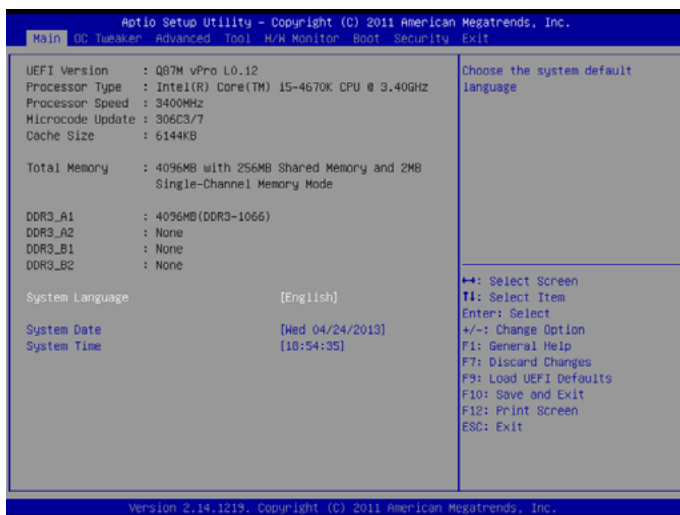 Aptio Setup Utility - Copyright (C) 2011 American Megatrends, Inc.
Main OC Tweaker Advanced Tool H/W Monitor Boot Security Exit
UEFI Version : Q87M vPro L0.12
Processor Type : Intel(R) Core(TM) i5-4670K CPU @ 3.40GHz
Processor Speed : 3400MHz
Microcode Update : 306C3/7
Cache Size : 6144KB
Total Memory : 4096MB with 256MB Shared Memory and 2MB
Single-Channel Memory Mode
DDR3_A1 : 4096MB(DDR3-1066)
DDR3_A2 : None
DDR3_B1 : None
DDR3_B2 : None
System Language [English]
System Date [Wed 04/24/2013]
System Time [18:54:35]
Choose the system default
language
↔: Select Screen
↑↓: Select Item
Enter: Select
+/-: Change Option
F1: General Help
F7: Discard Changes
F9: Load UEFI Defaults
F10: Save and Exit
F12: Print Screen
ESC: Exit
Version 2.14.1219. Copyright (C) 2011 American Megatrends, Inc.